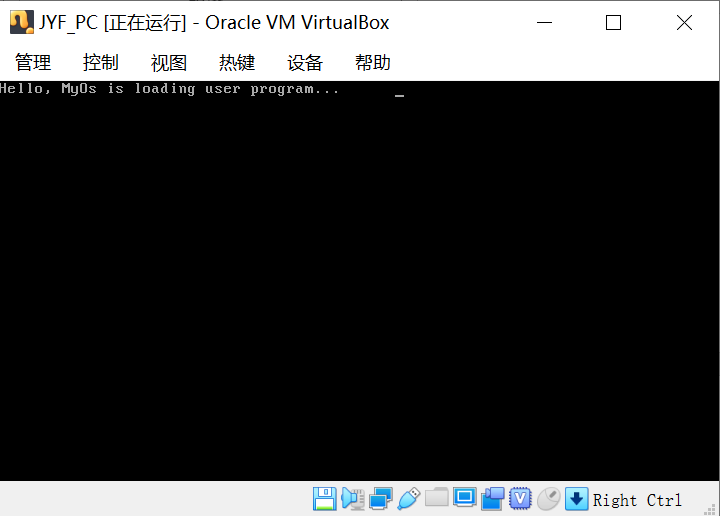 JYF_PC [正在运行] - Oracle VM VirtualBox
管理 控制 视图 热键 设备 帮助
Hello, MyOs is loading user program... _
Right Ctrl